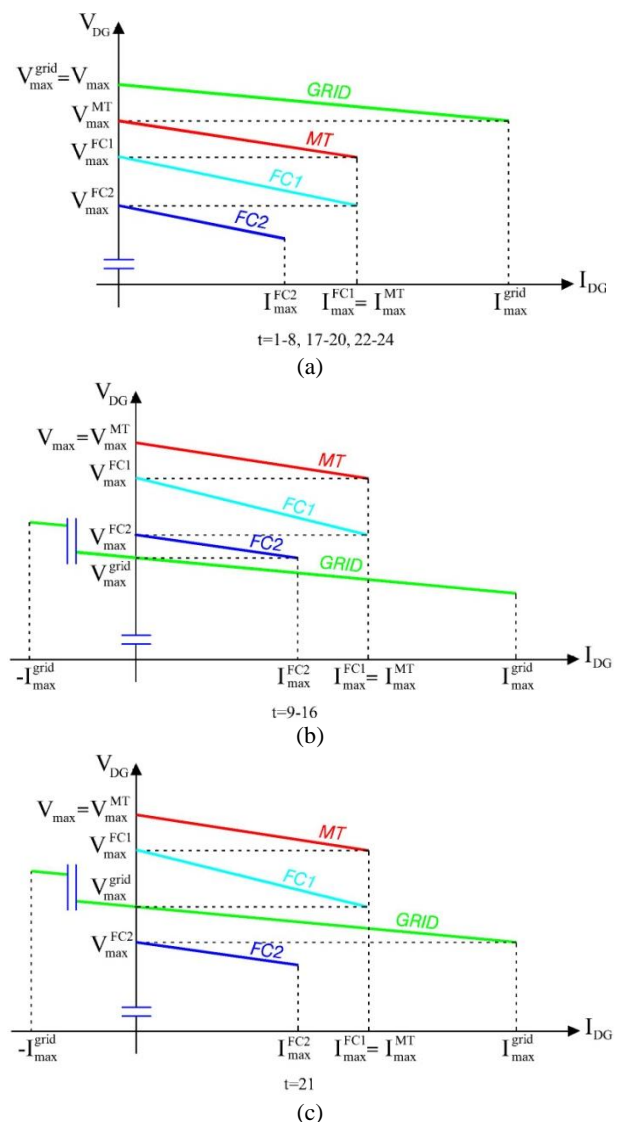 V_DG
V_max^grid=V_max
GRID
V_max^MT
MT
V_max^FC1
FC1
V_max^FC2
FC2
I_DG
I_max^FC2 I_max^FC1= I_max^MT I_max^grid
t=1-8, 17-20, 22-24
(a)
V_DG
V_max=V_max^MT
MT
V_max^FC1
FC1
V_max^FC2
FC2
V_max^grid
GRID
I_DG
-I_max^grid I_max^FC2 I_max^FC1= I_max^MT I_max^grid
t=9-16
(b)
V_DG
V_max=V_max^MT
MT
V_max^FC1
FC1
V_max^grid
GRID
V_max^FC2
FC2
I_DG
-I_max^grid I_max^FC2 I_max^FC1= I_max^MT I_max^grid
t=21
(c)